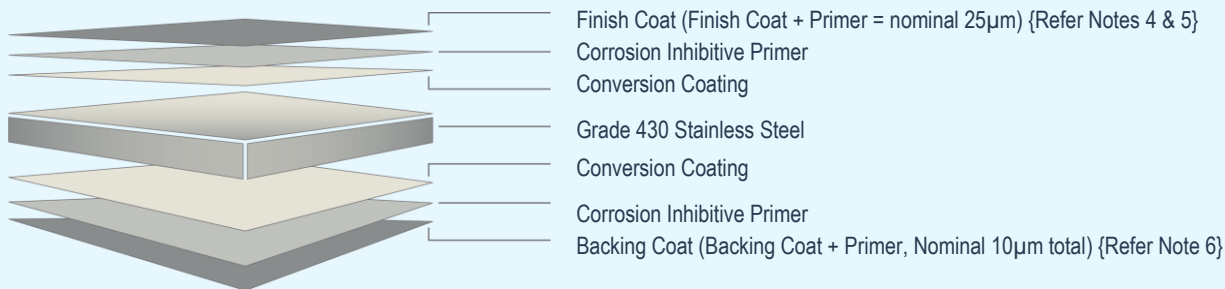 Finish Coat (Finish Coat + Primer = nominal 25µm) {Refer Notes 4 & 5}
Corrosion Inhibitive Primer
Conversion Coating
Grade 430 Stainless Steel
Conversion Coating
Corrosion Inhibitive Primer
Backing Coat (Backing Coat + Primer, Nominal 10µm total) {Refer Note 6}